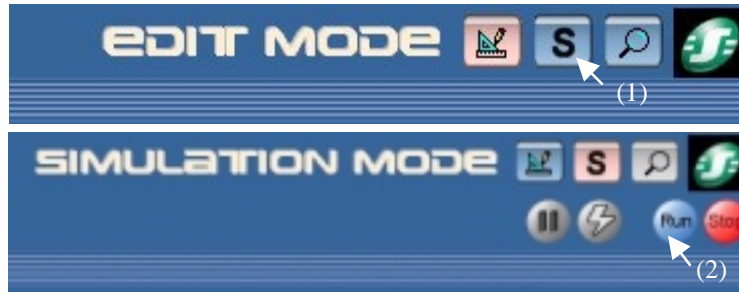 EDIT MODE S
(1)
SIMULATION MODE S
Run Stop
(2)